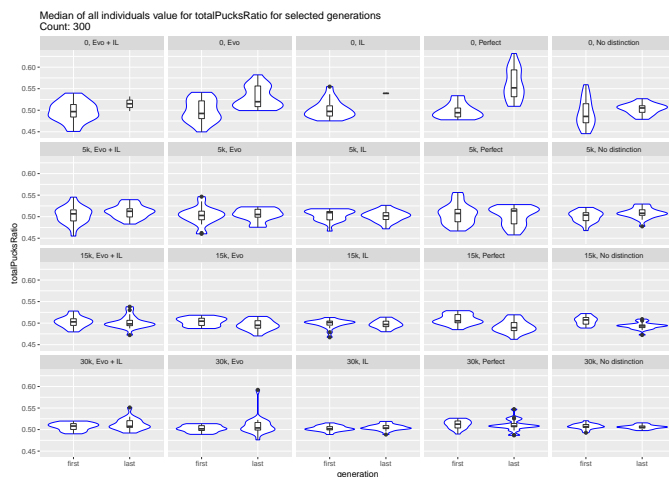 Median of all individuals value for totalPucksRatio for selected generations
Count: 300
0, Evo + IL
0, Evo
0, IL
0, Perfect
0, No distinction
0.60
0.55
0.50
0.45
5k, Evo + IL
5k, Evo
5k, IL
5k, Perfect
5k, No distinction
0.60
0.55
0.50
0.45
totalPucksRatio
15k, Evo + IL
15k, Evo
15k, IL
15k, Perfect
15k, No distinction
0.60
0.55
0.50
0.45
30k, Evo + IL
30k, Evo
30k, IL
30k, Perfect
30k, No distinction
0.60
0.55
0.50
0.45
first last first last first last first last first last
generation